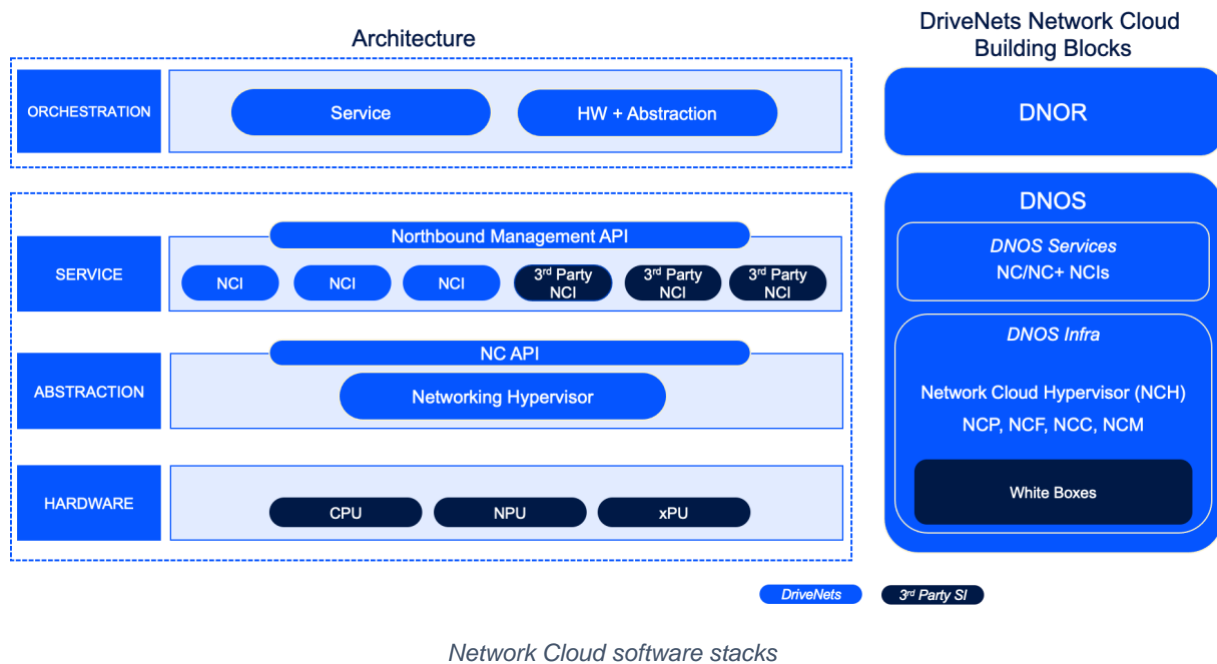 Architecture
DriveNets Network Cloud
Building Blocks
ORCHESTRATION
Service
HW + Abstraction
DNOR
SERVICE
Northbound Management API
NCI
NCI
NCI
3rd Party
NCI
3rd Party
NCI
3rd Party
NCI
DNOS
DNOS Services
NC/NC+ NCIs
ABSTRACTION
NC API
Networking Hypervisor
DNOS Infra
Network Cloud Hypervisor (NCH)
NCP, NCF, NCC, NCM
HARDWARE
CPU
NPU
xPU
White Boxes
DriveNets
3rd Party SI
Network Cloud software stacks